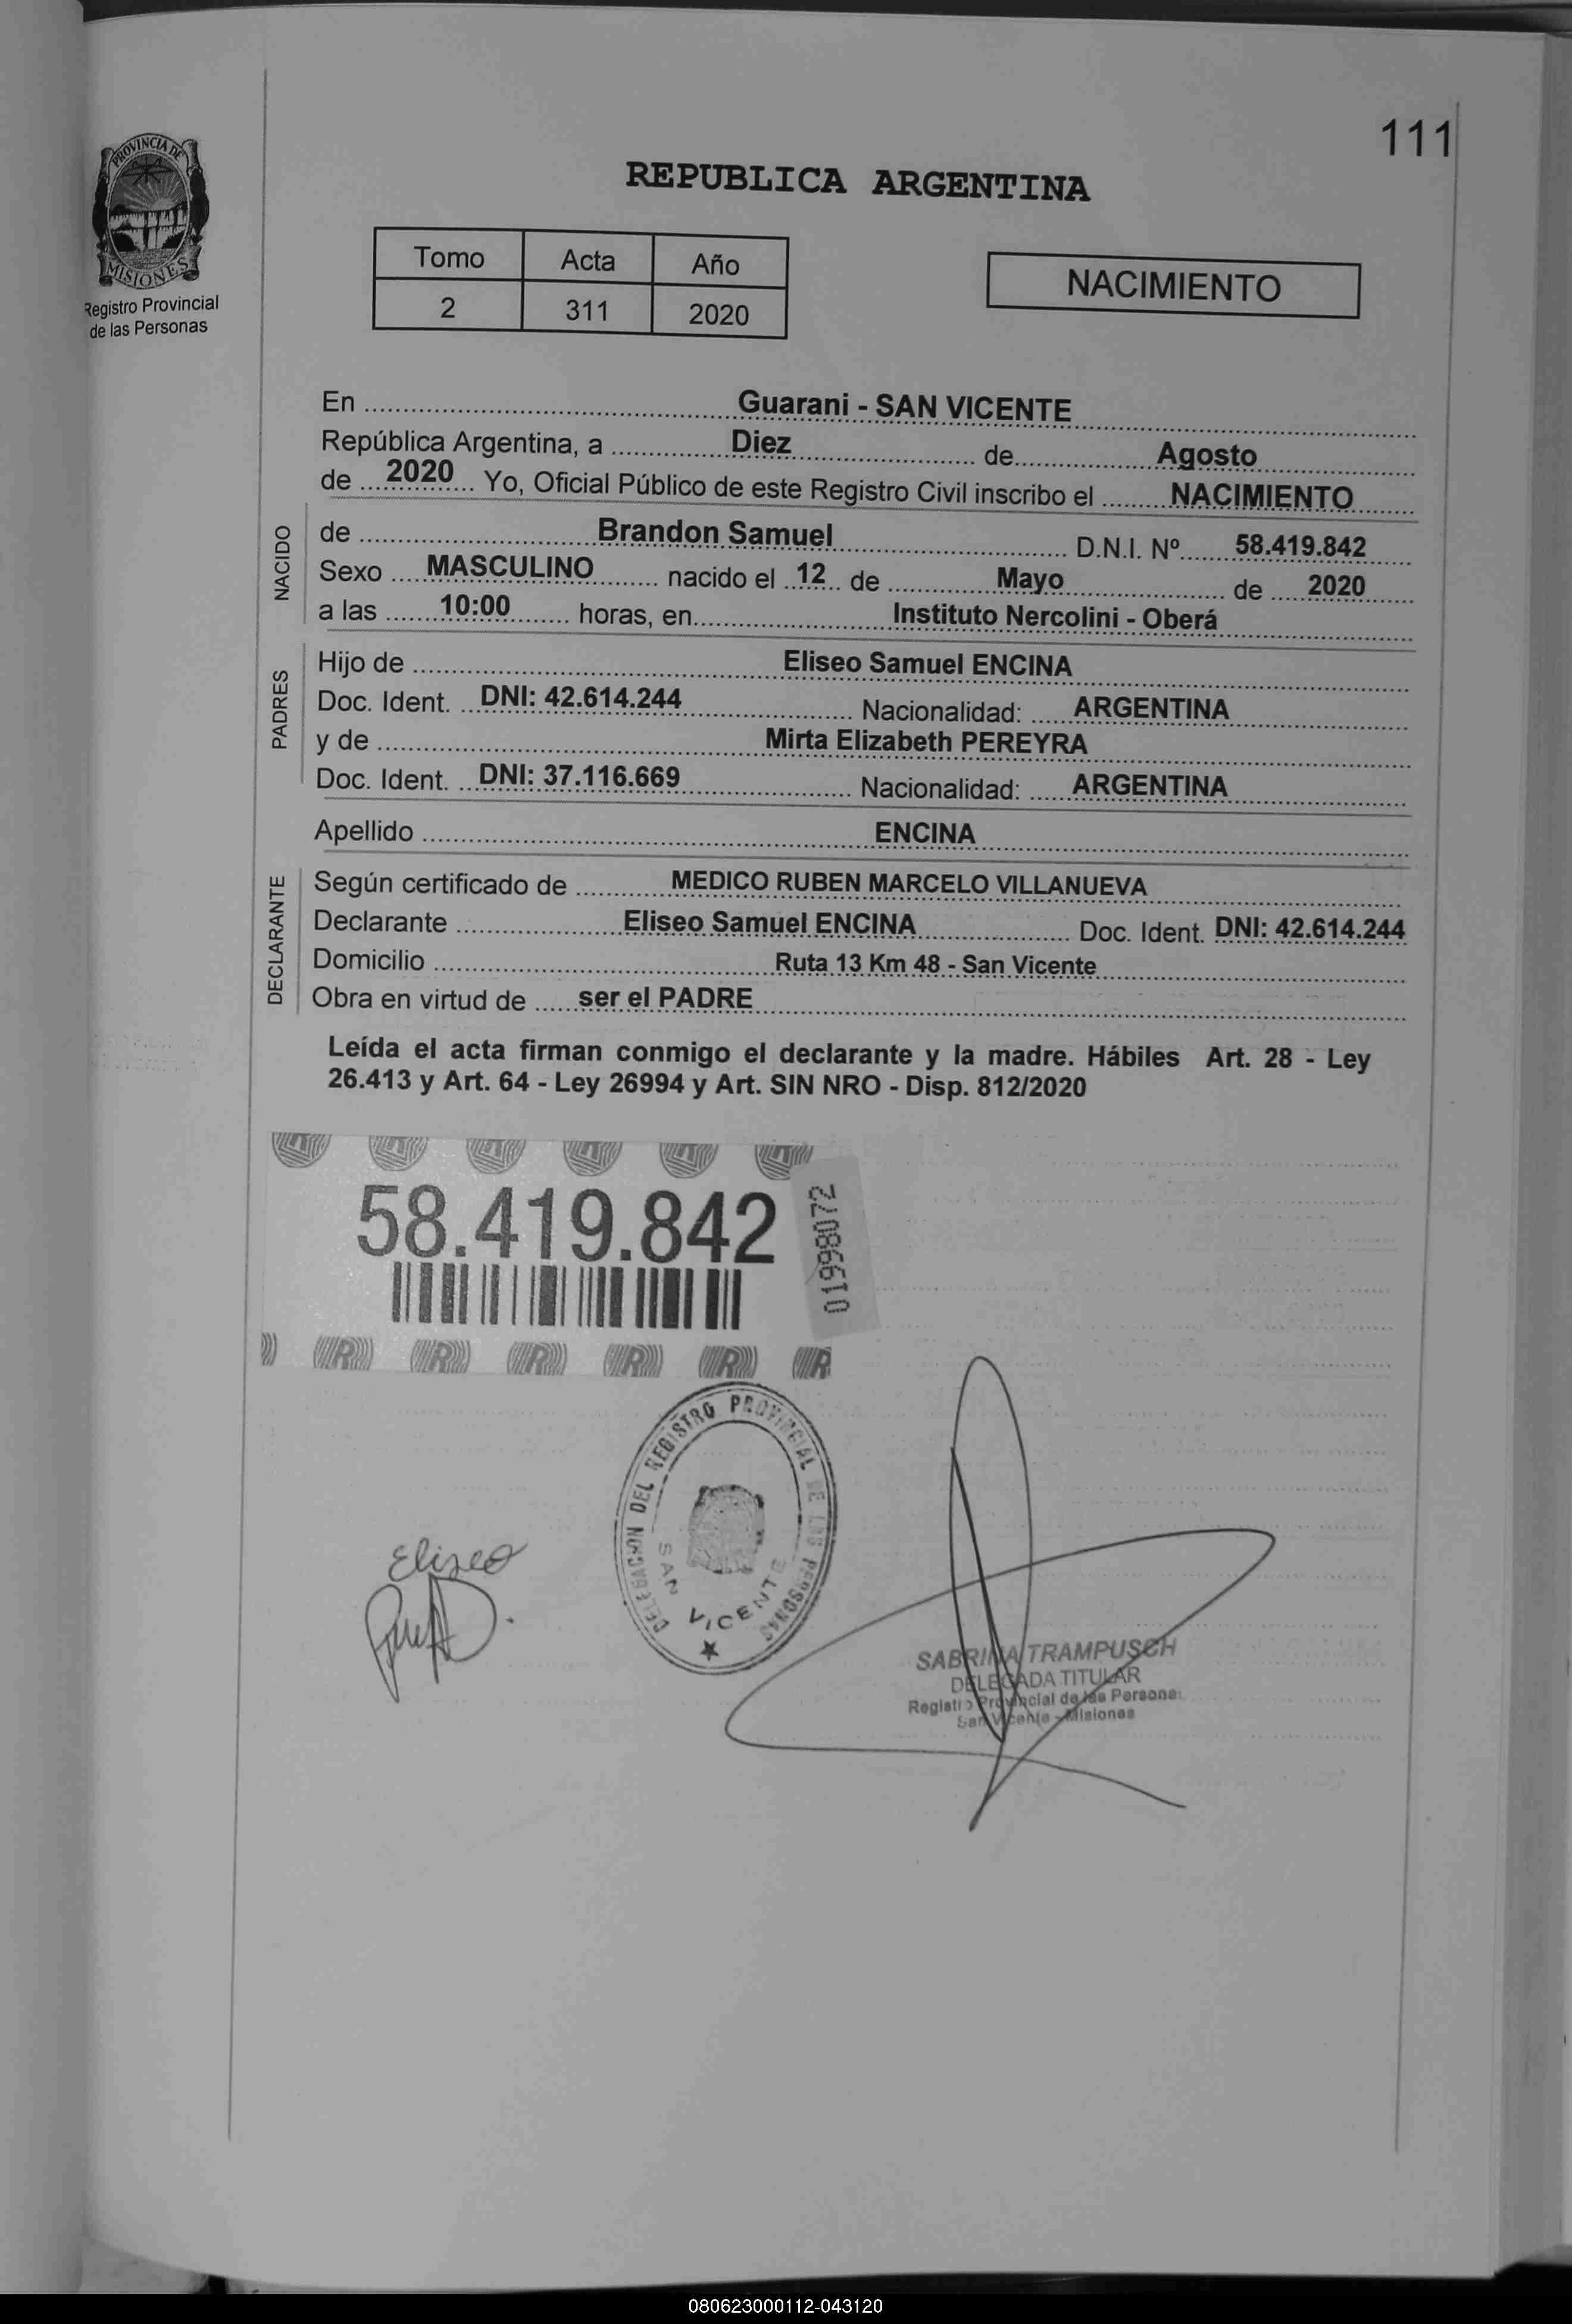 111
PROVINCIA DE
MISIONES
Registro Provincial
de las Personas
REPUBLICA ARGENTINA
Tomo Acta Año
2 311 2020
NACIMIENTO
En Guarani - SAN VICENTE
República Argentina, a Diez de Agosto
de 2020 Yo, Oficial Público de este Registro Civil inscribo el NACIMIENTO
NACIDO
de Brandon Samuel D.N.I. Nº 58.419.842
Sexo MASCULINO nacido el 12 de Mayo de 2020
a las 10:00 horas, en Instituto Nercolini - Oberá
PADRES
Hijo de Eliseo Samuel ENCINA
Doc. Ident. DNI: 42.614.244 Nacionalidad: ARGENTINA
y de Mirta Elizabeth PEREYRA
Doc. Ident. DNI: 37.116.669 Nacionalidad: ARGENTINA
Apellido ENCINA
DECLARANTE
Según certificado de MEDICO RUBEN MARCELO VILLANUEVA
Declarante Eliseo Samuel ENCINA Doc. Ident. DNI: 42.614.244
Domicilio Ruta 13 Km 48 - San Vicente
Obra en virtud de ser el PADRE
Leída el acta firman conmigo el declarante y la madre. Hábiles Art. 28 - Ley
26.413 y Art. 64 - Ley 26994 y Art. SIN NRO - Disp. 812/2020
58.419.842
01998072
DELEGACION DEL REGISTRO PROVINCIAL DE LAS PERSONAS
SAN VICENTE
Eliseo
SABRINA TRAMPUSCH
DELEGADA TITULAR
Registro Provincial de las Personas
San Vicente - Misiones
080623000112-043120